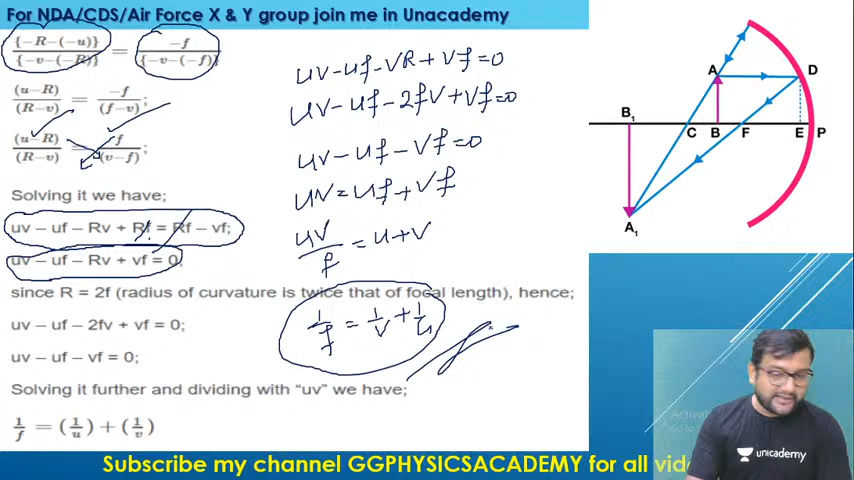 For NDA/CDS/Air Force X & Y group join me in Unacademy
{−R−(−u)} / {−v−(−R)} = −f / {−v−(−f)}
(u−R) / (R−v) = −f / (f−v);
(u−R) / (R−v) = f / (v−f);
Solving it we have;
uv − uf − Rv + Rf = Rf − vf;
uv − uf − Rv + vf = 0;
since R = 2f (radius of curvature is twice that of focal length), hence;
uv − uf − 2fv + vf = 0;
uv − uf − vf = 0;
Solving it further and dividing with “uv” we have;
1/f = (1/u) + (1/v)
uv − uf − vR + vf = 0
uv − uf − 2fv + vf = 0
uv − uf − vf = 0
uv = uf + vf
uv/f = u + v
1/f = 1/v + 1/u
A
D
B1
C
B
F
E
P
A1
unacademy
Subscribe my channel GGPHYSICSACADEMY for all